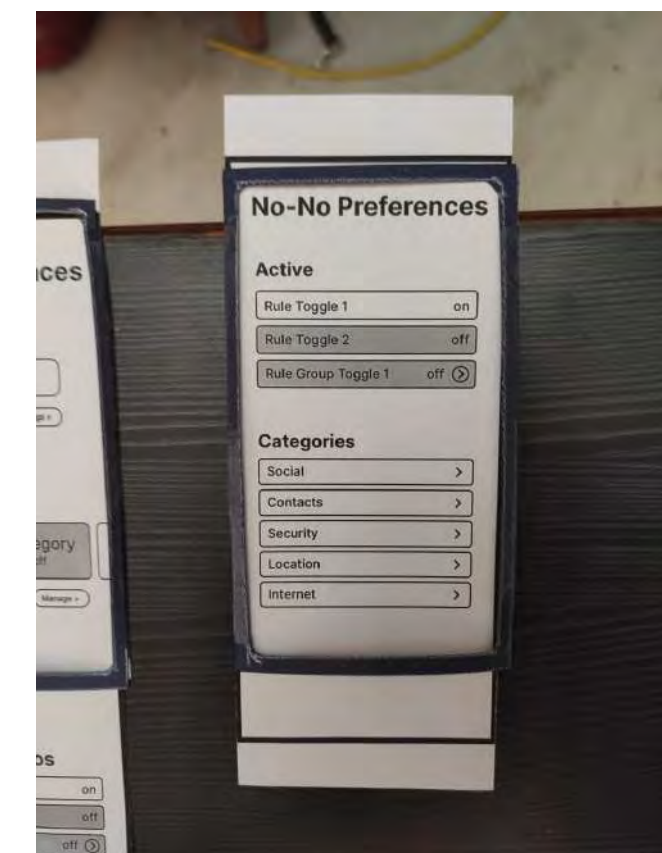 No-No Preferences
Active
Rule Toggle 1 on
Rule Toggle 2 off
Rule Group Toggle 1 off
Categories
Social
Contacts
Security
Location
Internet
nces
egory
off
Manage >
os
on
off
off